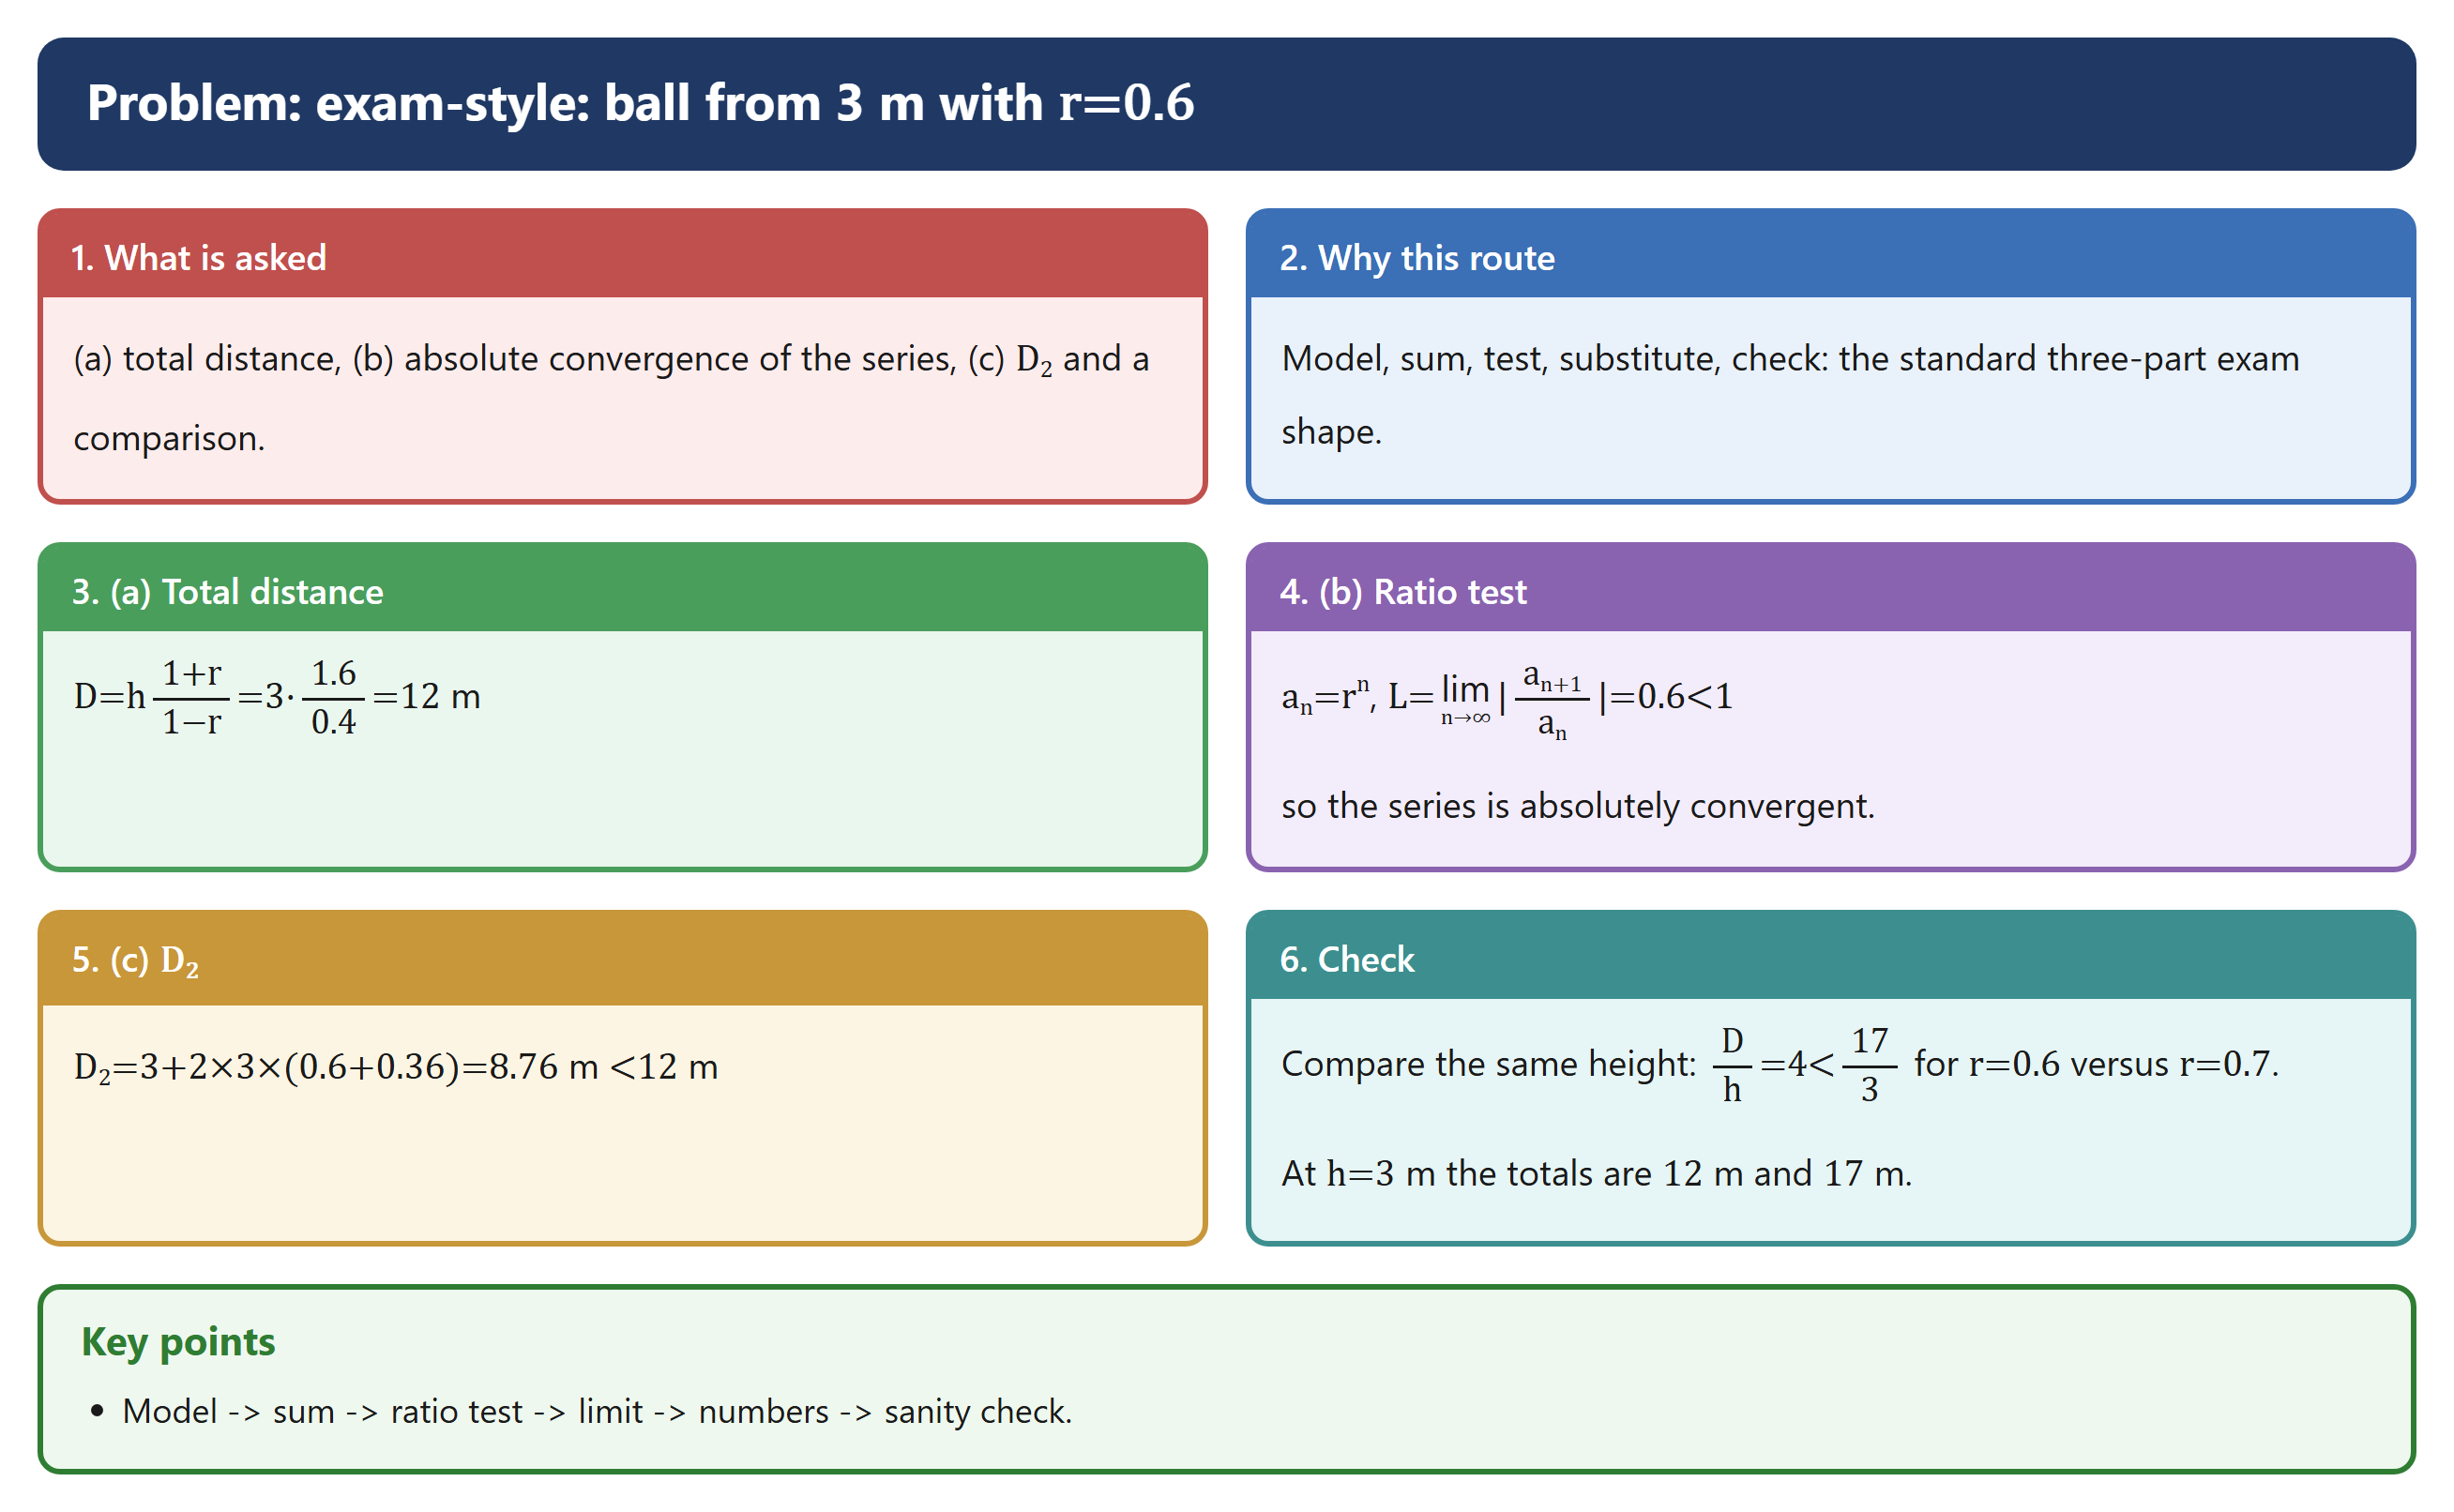 Problem: exam-style: ball from 3 m with r=0.6
1. What is asked
(a) total distance, (b) absolute convergence of the series, (c) D₂ and a
comparison.
2. Why this route
Model, sum, test, substitute, check: the standard three-part exam
shape.
3. (a) Total distance
D=h (1+r)/(1−r) =3· 1.6/0.4 =12 m
4. (b) Ratio test
aₙ=rⁿ, L= lim n→∞ | aₙ₊₁/aₙ |=0.6<1
so the series is absolutely convergent.
5. (c) D₂
D₂=3+2×3×(0.6+0.36)=8.76 m <12 m
6. Check
Compare the same height: D/h =4< 17/3 for r=0.6 versus r=0.7.
At h=3 m the totals are 12 m and 17 m.
Key points
• Model -> sum -> ratio test -> limit -> numbers -> sanity check.